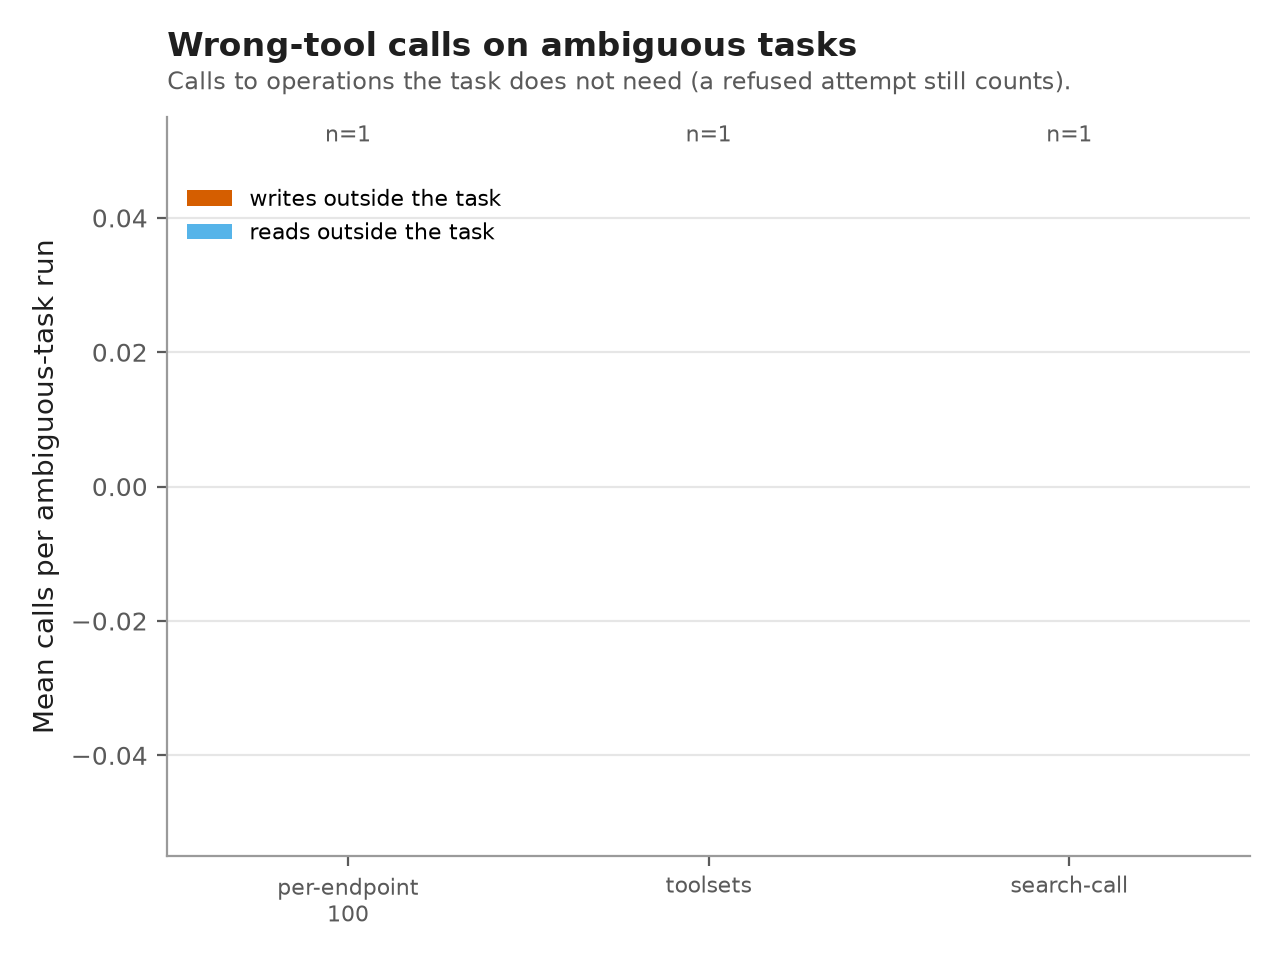 Wrong-tool calls on ambiguous tasks
Calls to operations the task does not need (a refused attempt still counts).
n=1
n=1
n=1
writes outside the task
reads outside the task
Mean calls per ambiguous-task run
0.04
0.02
0.00
−0.02
−0.04
per-endpoint
100
toolsets
search-call